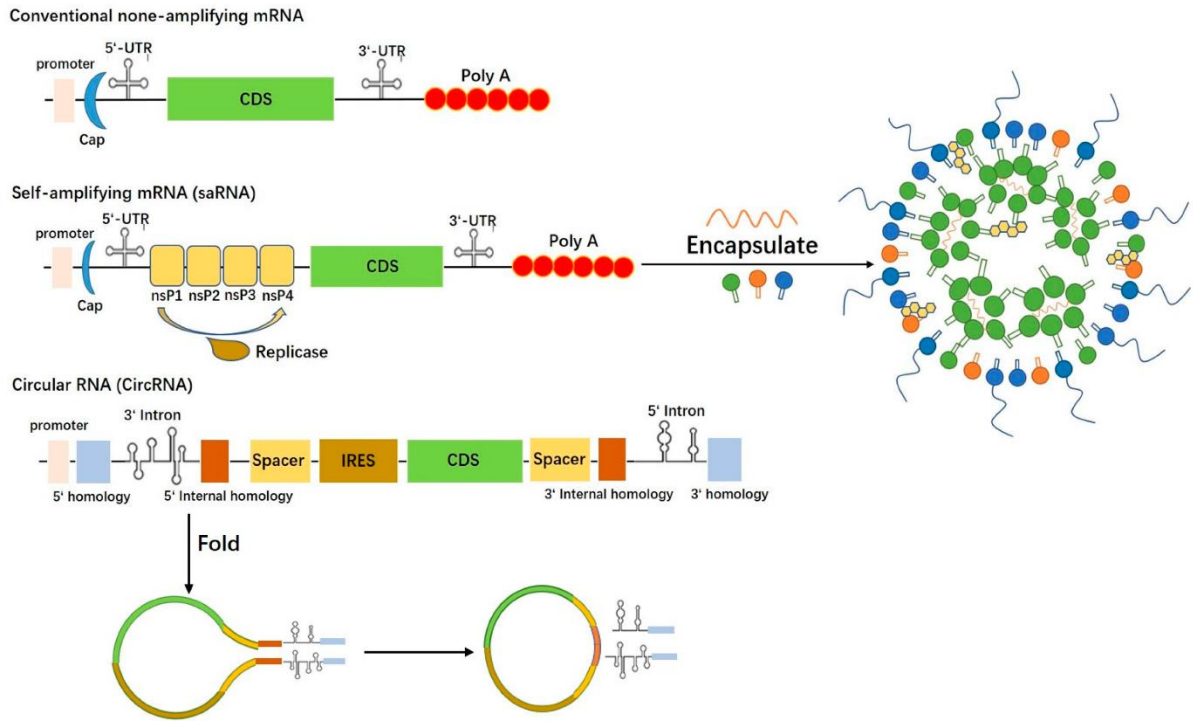 Conventional none-amplifying mRNA
5'-UTR
3'-UTR
promoter
Poly A
CDS
Cap
Self-amplifying mRNA (saRNA)
5'-UTR
3'-UTR
promoter
Poly A
CDS
Encapsulate
Cap
nsP1 nsP2 nsP3 nsP4
Replicase
Circular RNA (CircRNA)
3' Intron
5' Intron
promoter
Spacer
IRES
CDS
Spacer
5' homology
5' Internal homology
3' Internal homology
3' homology
Fold